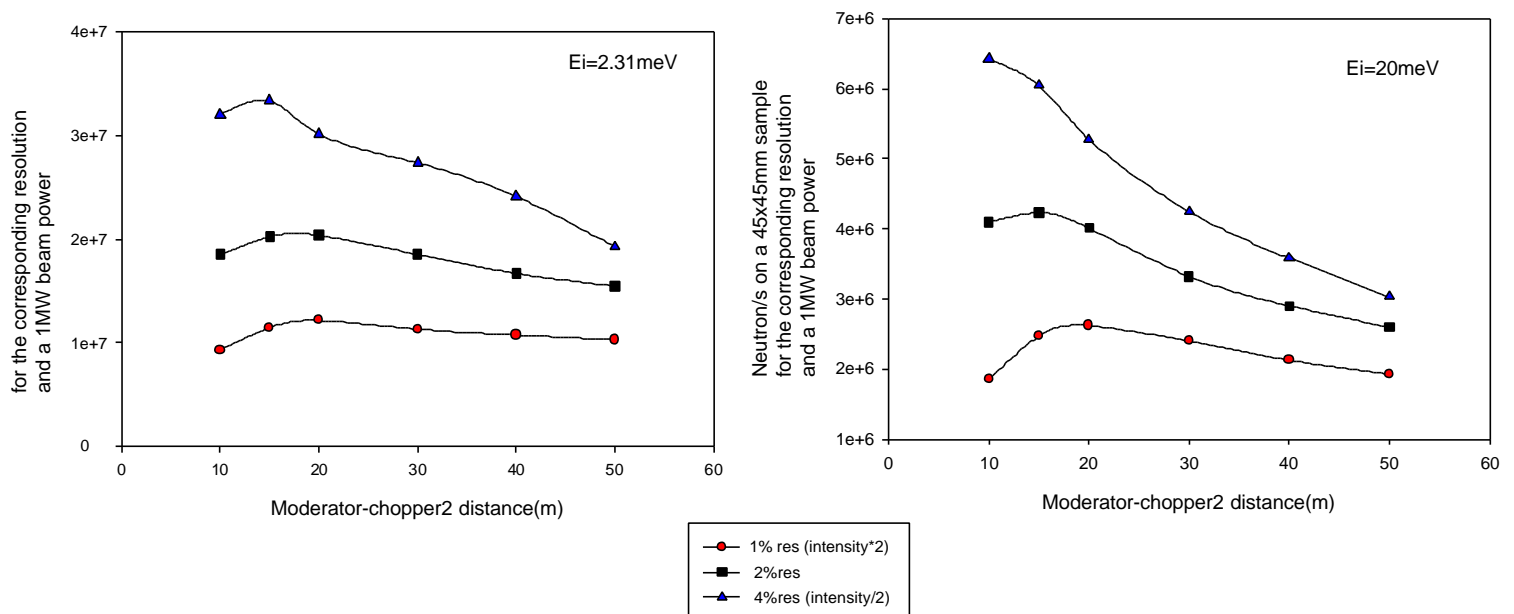 for the corresponding resolution
and a 1MW beam power
4e+7
3e+7
2e+7
1e+7
0
Ei=2.31meV
0 10 20 30 40 50 60
Moderator-chopper2 distance(m)
Neutron/s on a 45x45mm sample
for the corresponding resolution
and a 1MW beam power
7e+6
6e+6
5e+6
4e+6
3e+6
2e+6
1e+6
Ei=20meV
0 10 20 30 40 50 60
Moderator-chopper2 distance(m)
1% res (intensity*2)
2%res
4%res (intensity/2)